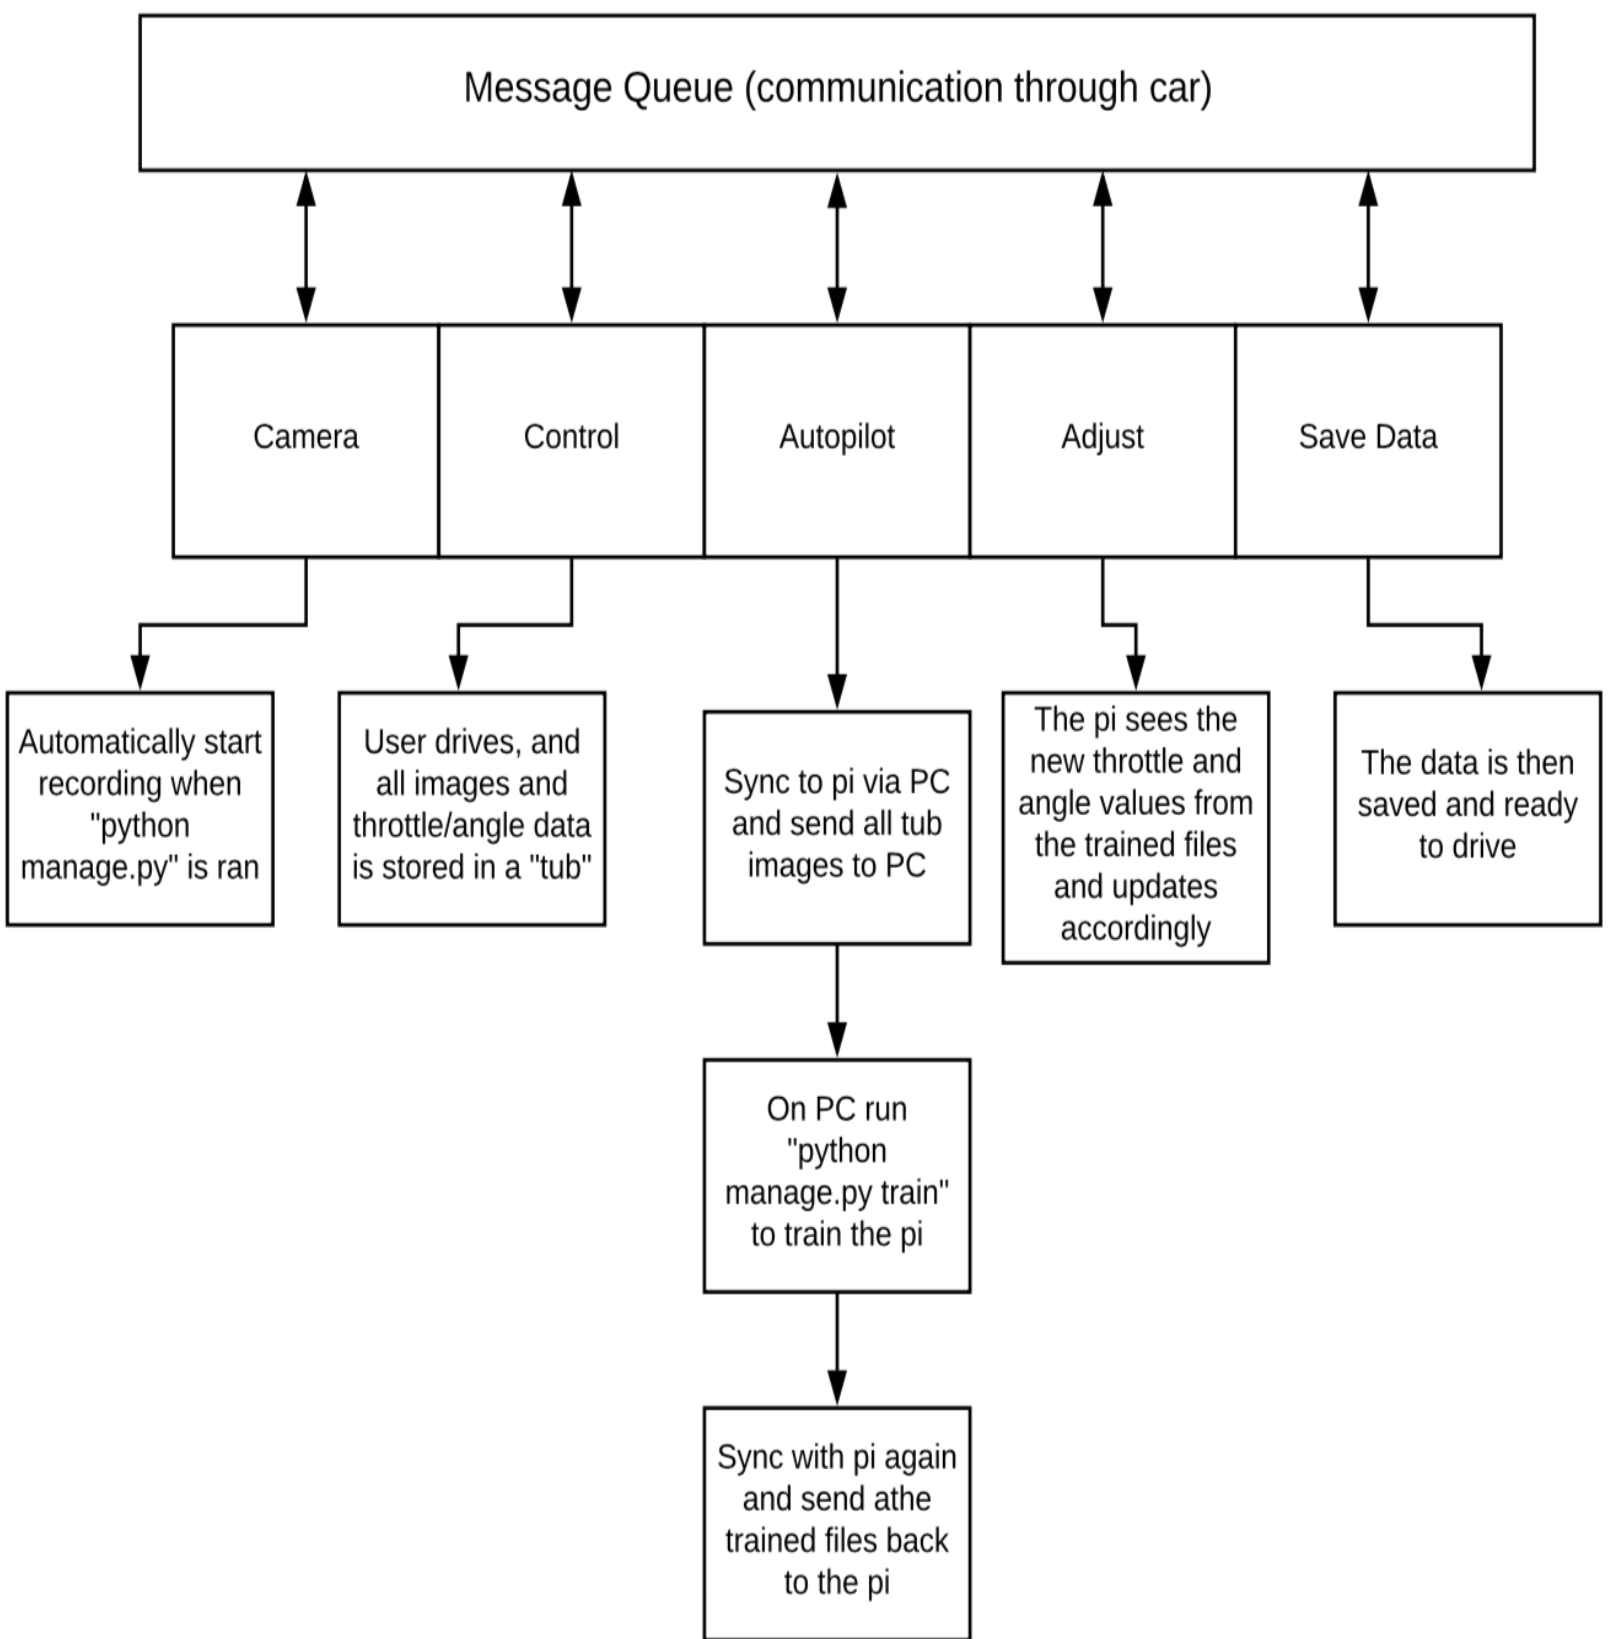 Message Queue (communication through car)
Camera
Control
Autopilot
Adjust
Save Data
Automatically start
recording when
"python
manage.py" is ran
User drives, and
all images and
throttle/angle data
is stored in a "tub"
Sync to pi via PC
and send all tub
images to PC
The pi sees the
new throttle and
angle values from
the trained files
and updates
accordingly
The data is then
saved and ready
to drive
On PC run
"python
manage.py train"
to train the pi
Sync with pi again
and send athe
trained files back
to the pi